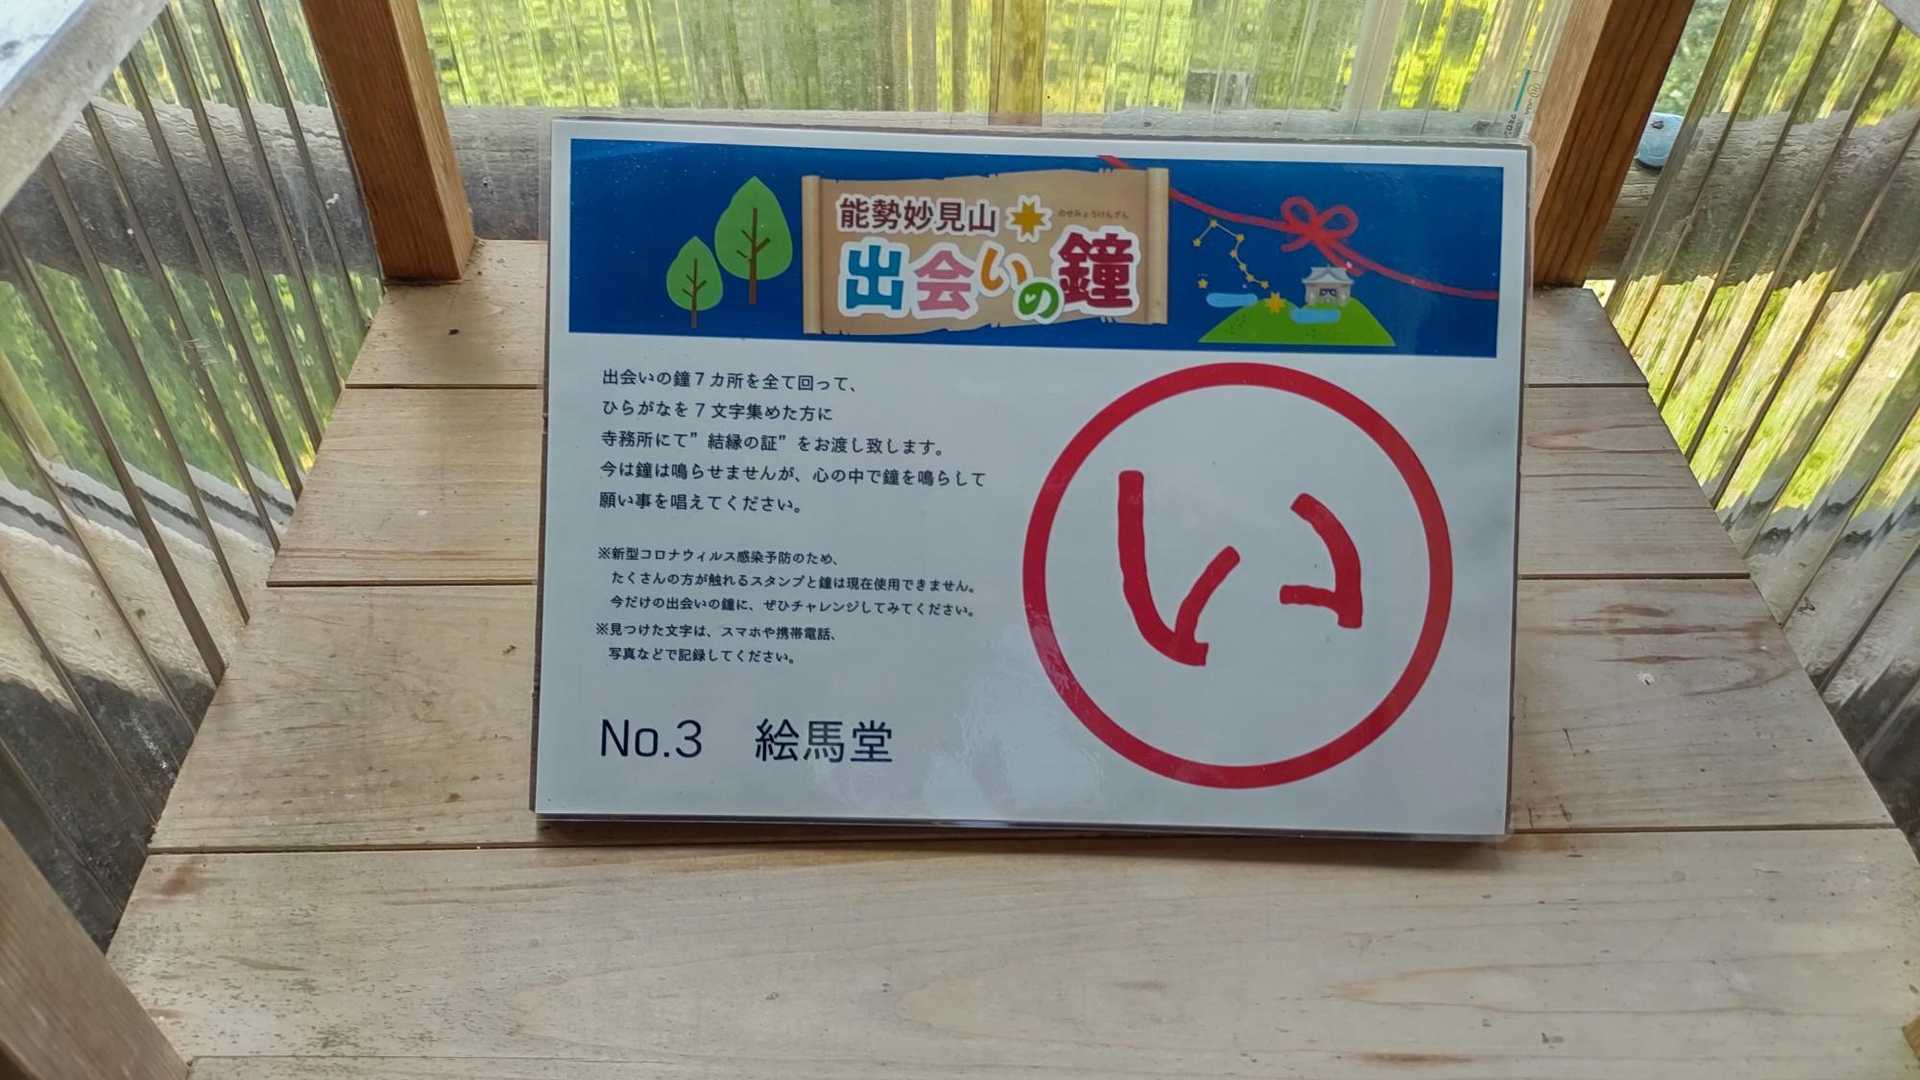 能勢妙見山
のせみょうけんざん
出会いの鐘
出会いの鐘７カ所を全て回って、
ひらがなを７文字集めた方に
寺務所にて”結縁の証”をお渡し致します。
今は鐘は鳴らせませんが、心の中で鐘を鳴らして
願い事を唱えてください。
※新型コロナウィルス感染予防のため、
たくさんの方が触れるスタンプと鐘は現在使用できません。
今だけの出会いの鐘に、ぜひチャレンジしてみてください。
※見つけた文字は、スマホや携帯電話、
写真などで記録してください。
No.3 絵馬堂
い